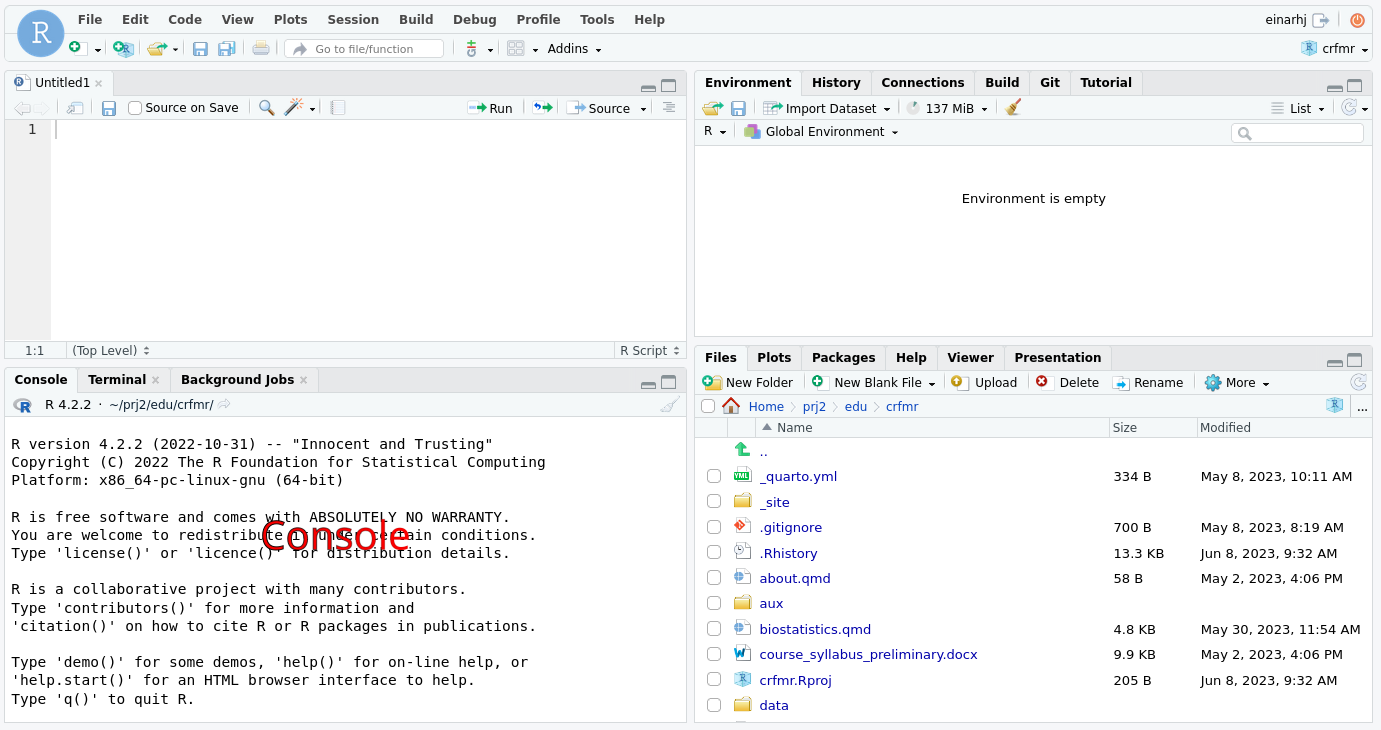 File Edit Code View Plots Session Build Debug Profile Tools Help einarhj
R Go to file/function Addins crfmr
Untitled1
Source on Save Run Source
1
1:1 (Top Level) R Script
Console Terminal Background Jobs
R 4.2.2 · ~/prj2/edu/crfmr/
R version 4.2.2 (2022-10-31) -- "Innocent and Trusting"
Copyright (C) 2022 The R Foundation for Statistical Computing
Platform: x86_64-pc-linux-gnu (64-bit)
R is free software and comes with ABSOLUTELY NO WARRANTY.
You are welcome to redistribute it under certain conditions.
Type 'license()' or 'licence()' for distribution details.
Console
R is a collaborative project with many contributors.
Type 'contributors()' for more information and
'citation()' on how to cite R or R packages in publications.
Type 'demo()' for some demos, 'help()' for on-line help, or
'help.start()' for an HTML browser interface to help.
Type 'q()' to quit R.
Environment History Connections Build Git Tutorial
Import Dataset 137 MiB List
R Global Environment
Environment is empty
Files Plots Packages Help Viewer Presentation
New Folder New Blank File Upload Delete Rename More
Home prj2 edu crfmr ...
Name Size Modified
..
_quarto.yml 334 B May 8, 2023, 10:11 AM
_site
.gitignore 700 B May 8, 2023, 8:19 AM
.Rhistory 13.3 KB Jun 8, 2023, 9:32 AM
about.qmd 58 B May 2, 2023, 4:06 PM
aux
biostatistics.qmd 4.8 KB May 30, 2023, 11:54 AM
course_syllabus_preliminary.docx 9.9 KB May 2, 2023, 4:06 PM
crfmr.Rproj 205 B Jun 8, 2023, 9:32 AM
data